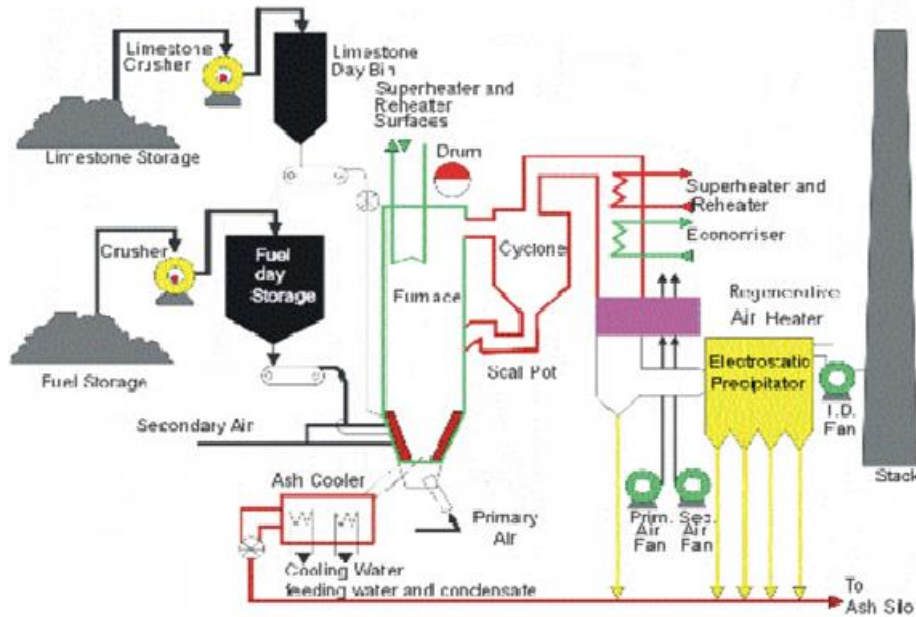 Limestone
Crusher
Limestone
Day Bin
Superheater and
Reheater
Surfaces
Limestone Storage
Drum
Superheater and
Reheater
Economiser
Crusher
Fuel
day
Storage
Cyclone
Furnace
Regenerative
Air Heater
Fuel Storage
Seal Pot
Electrostatic
Precipitator
Secondary Air
I.D.
Fan
Stack
Ash Cooler
Primary
Air
Prim.
Air
Fan
Sec.
Air
Fan
Cooling Water
feeding water and condensate
To
Ash Silo